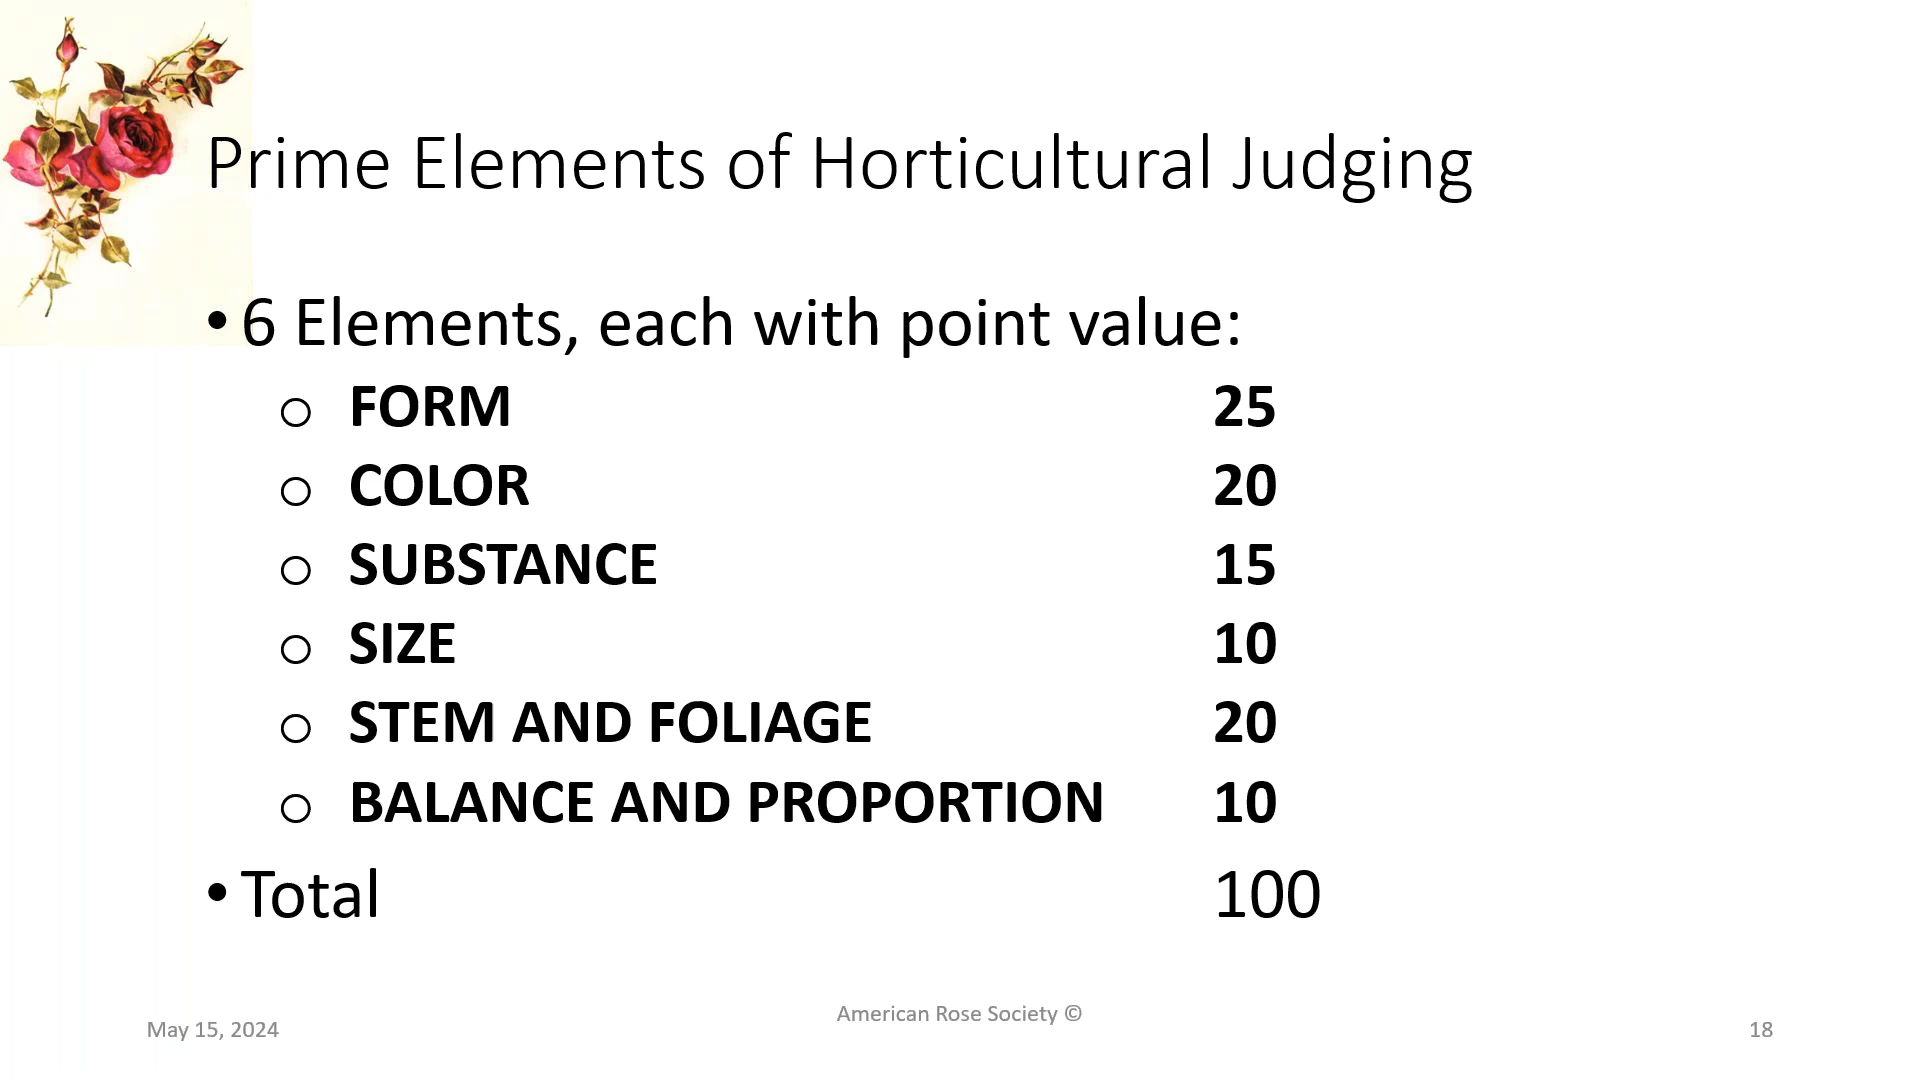 Prime Elements of Horticultural Judging
• 6 Elements, each with point value:
o FORM 25
o COLOR 20
o SUBSTANCE 15
o SIZE 10
o STEM AND FOLIAGE 20
o BALANCE AND PROPORTION 10
• Total 100
May 15, 2024
American Rose Society ©
18